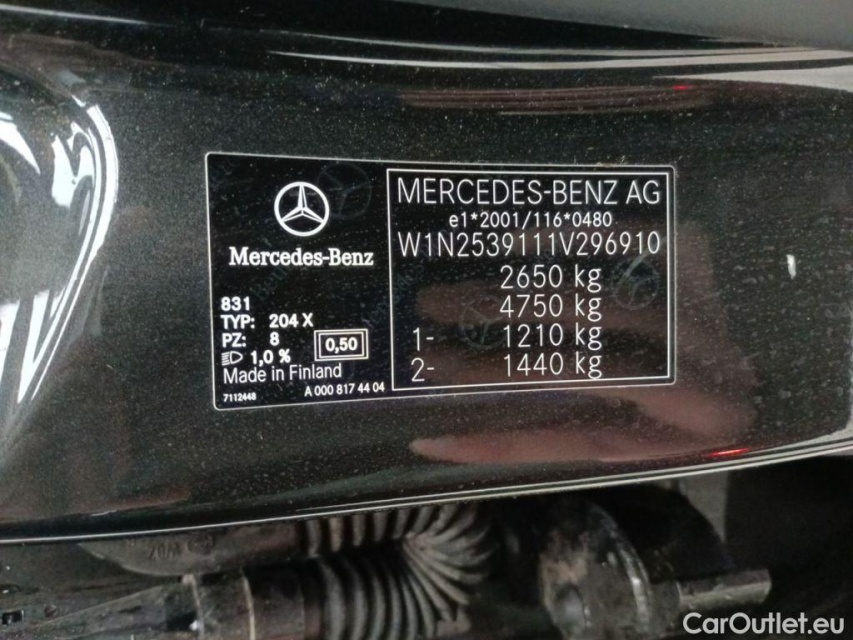 Mercedes-Benz
831
TYP: 204 X
PZ: 8
1,0 %
0,50
Made in Finland
7112448
A 000 817 44 04
MERCEDES-BENZ AG
e1*2001/116*0480
W1N2539111V296910
2650 kg
4750 kg
1- 1210 kg
2- 1440 kg
CarOutlet.eu